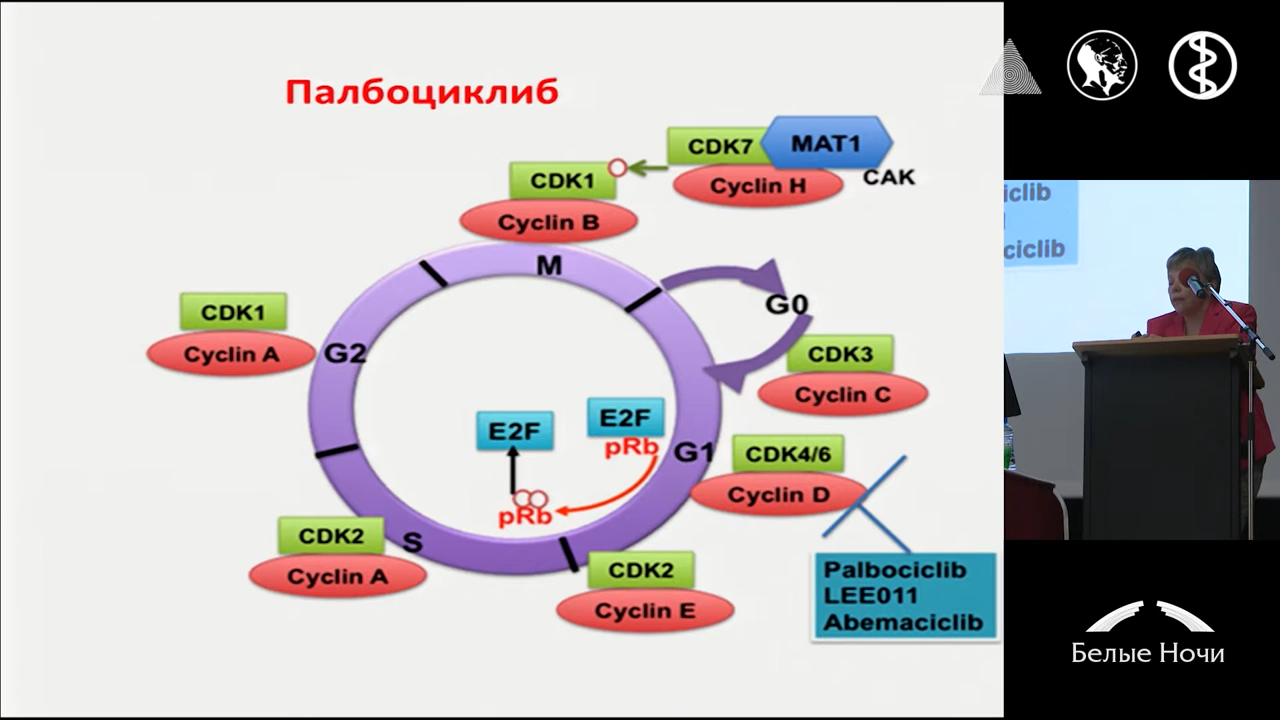 Палбоциклиб
CDK7
MAT1
Cyclin H
CAK
CDK1
Cyclin B
M
G0
CDK1
Cyclin A
G2
CDK3
Cyclin C
E2F
E2F
pRb
G1
CDK4/6
Cyclin D
pRb
CDK2
Cyclin A
S
CDK2
Cyclin E
Palbociclib
LEE011
Abemaciclib
iclib
ciclib
Белые Ночи